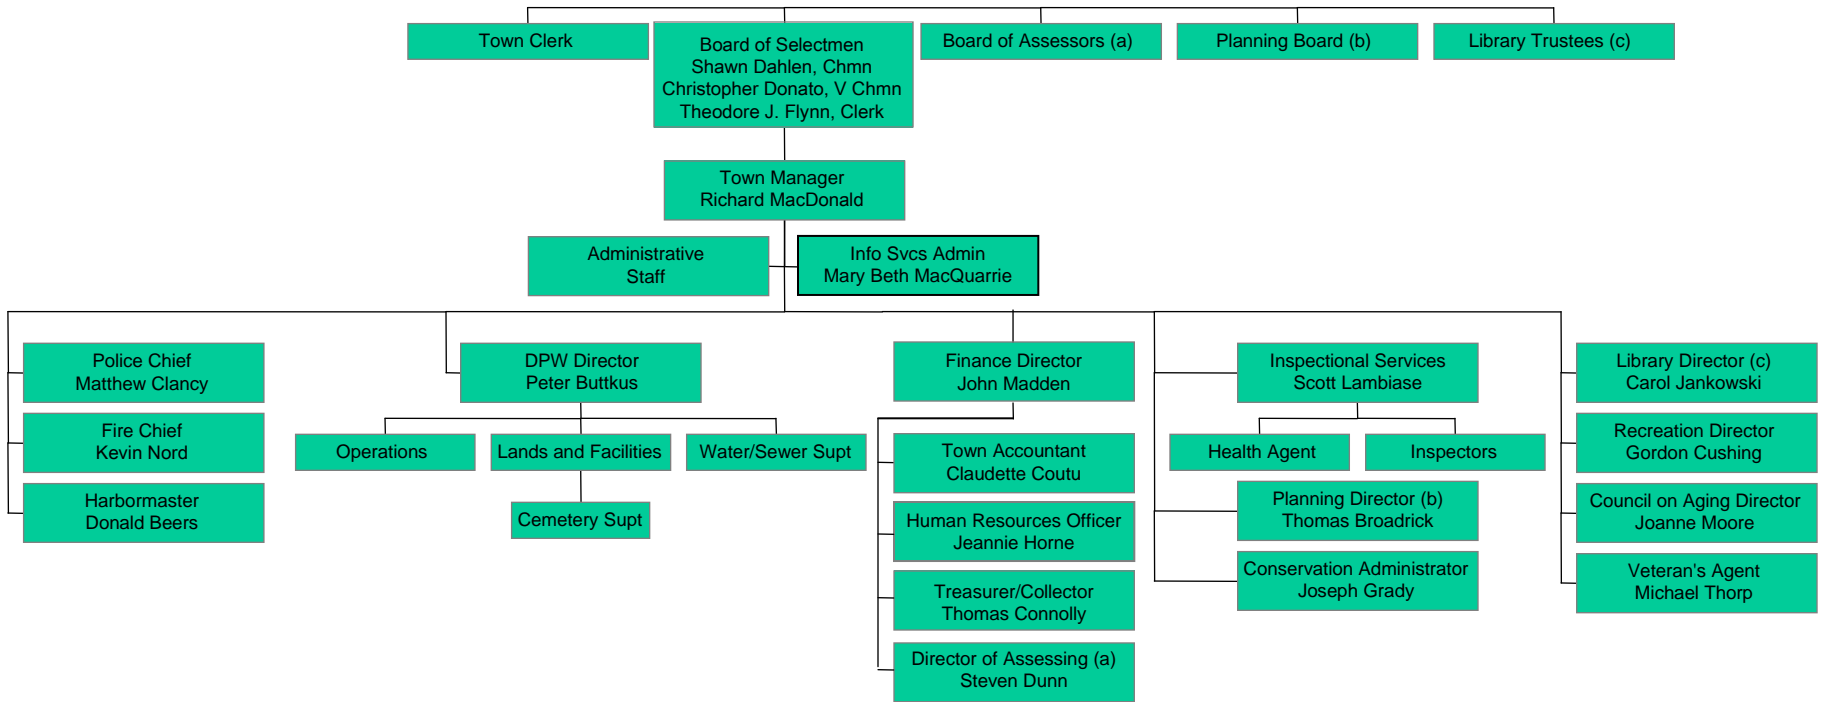 Town Clerk
Board of Selectmen
Shawn Dahlen, Chmn
Christopher Donato, V Chmn
Theodore J. Flynn, Clerk
Board of Assessors (a)
Planning Board (b)
Library Trustees (c)
Town Manager
Richard MacDonald
Administrative
Staff
Info Svcs Admin
Mary Beth MacQuarrie
Police Chief
Matthew Clancy
Fire Chief
Kevin Nord
Harbormaster
Donald Beers
DPW Director
Peter Buttkus
Operations
Lands and Facilities
Water/Sewer Supt
Cemetery Supt
Finance Director
John Madden
Town Accountant
Claudette Coutu
Human Resources Officer
Jeannie Horne
Treasurer/Collector
Thomas Connolly
Director of Assessing (a)
Steven Dunn
Inspectional Services
Scott Lambiase
Health Agent
Inspectors
Planning Director (b)
Thomas Broadrick
Conservation Administrator
Joseph Grady
Library Director (c)
Carol Jankowski
Recreation Director
Gordon Cushing
Council on Aging Director
Joanne Moore
Veteran's Agent
Michael Thorp